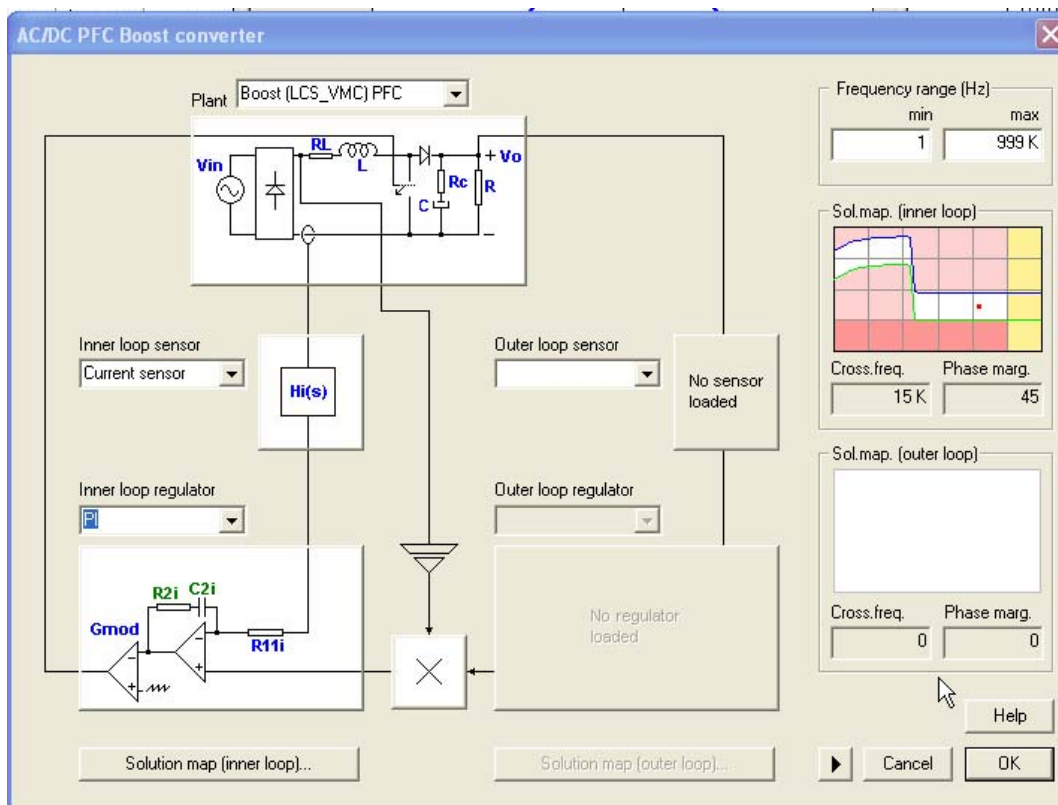 AC/DC PFC Boost converter
Plant
Boost (LCS_VMC) PFC
Vin
RL
L
+ Vo
Rc
R
C
−
Inner loop sensor
Current sensor
Hi(s)
Outer loop sensor
No sensor
loaded
Inner loop regulator
PI
R2i
C2i
Gmod
R11i
−
+
−
+
Outer loop regulator
No regulator
loaded
Solution map (inner loop)...
Solution map (outer loop)...
Frequency range (Hz)
min max
1 999 K
Sol.map. (inner loop)
Cross.freq. Phase marg.
15 K 45
Sol.map. (outer loop)
Cross.freq. Phase marg.
0 0
Help
Cancel
OK